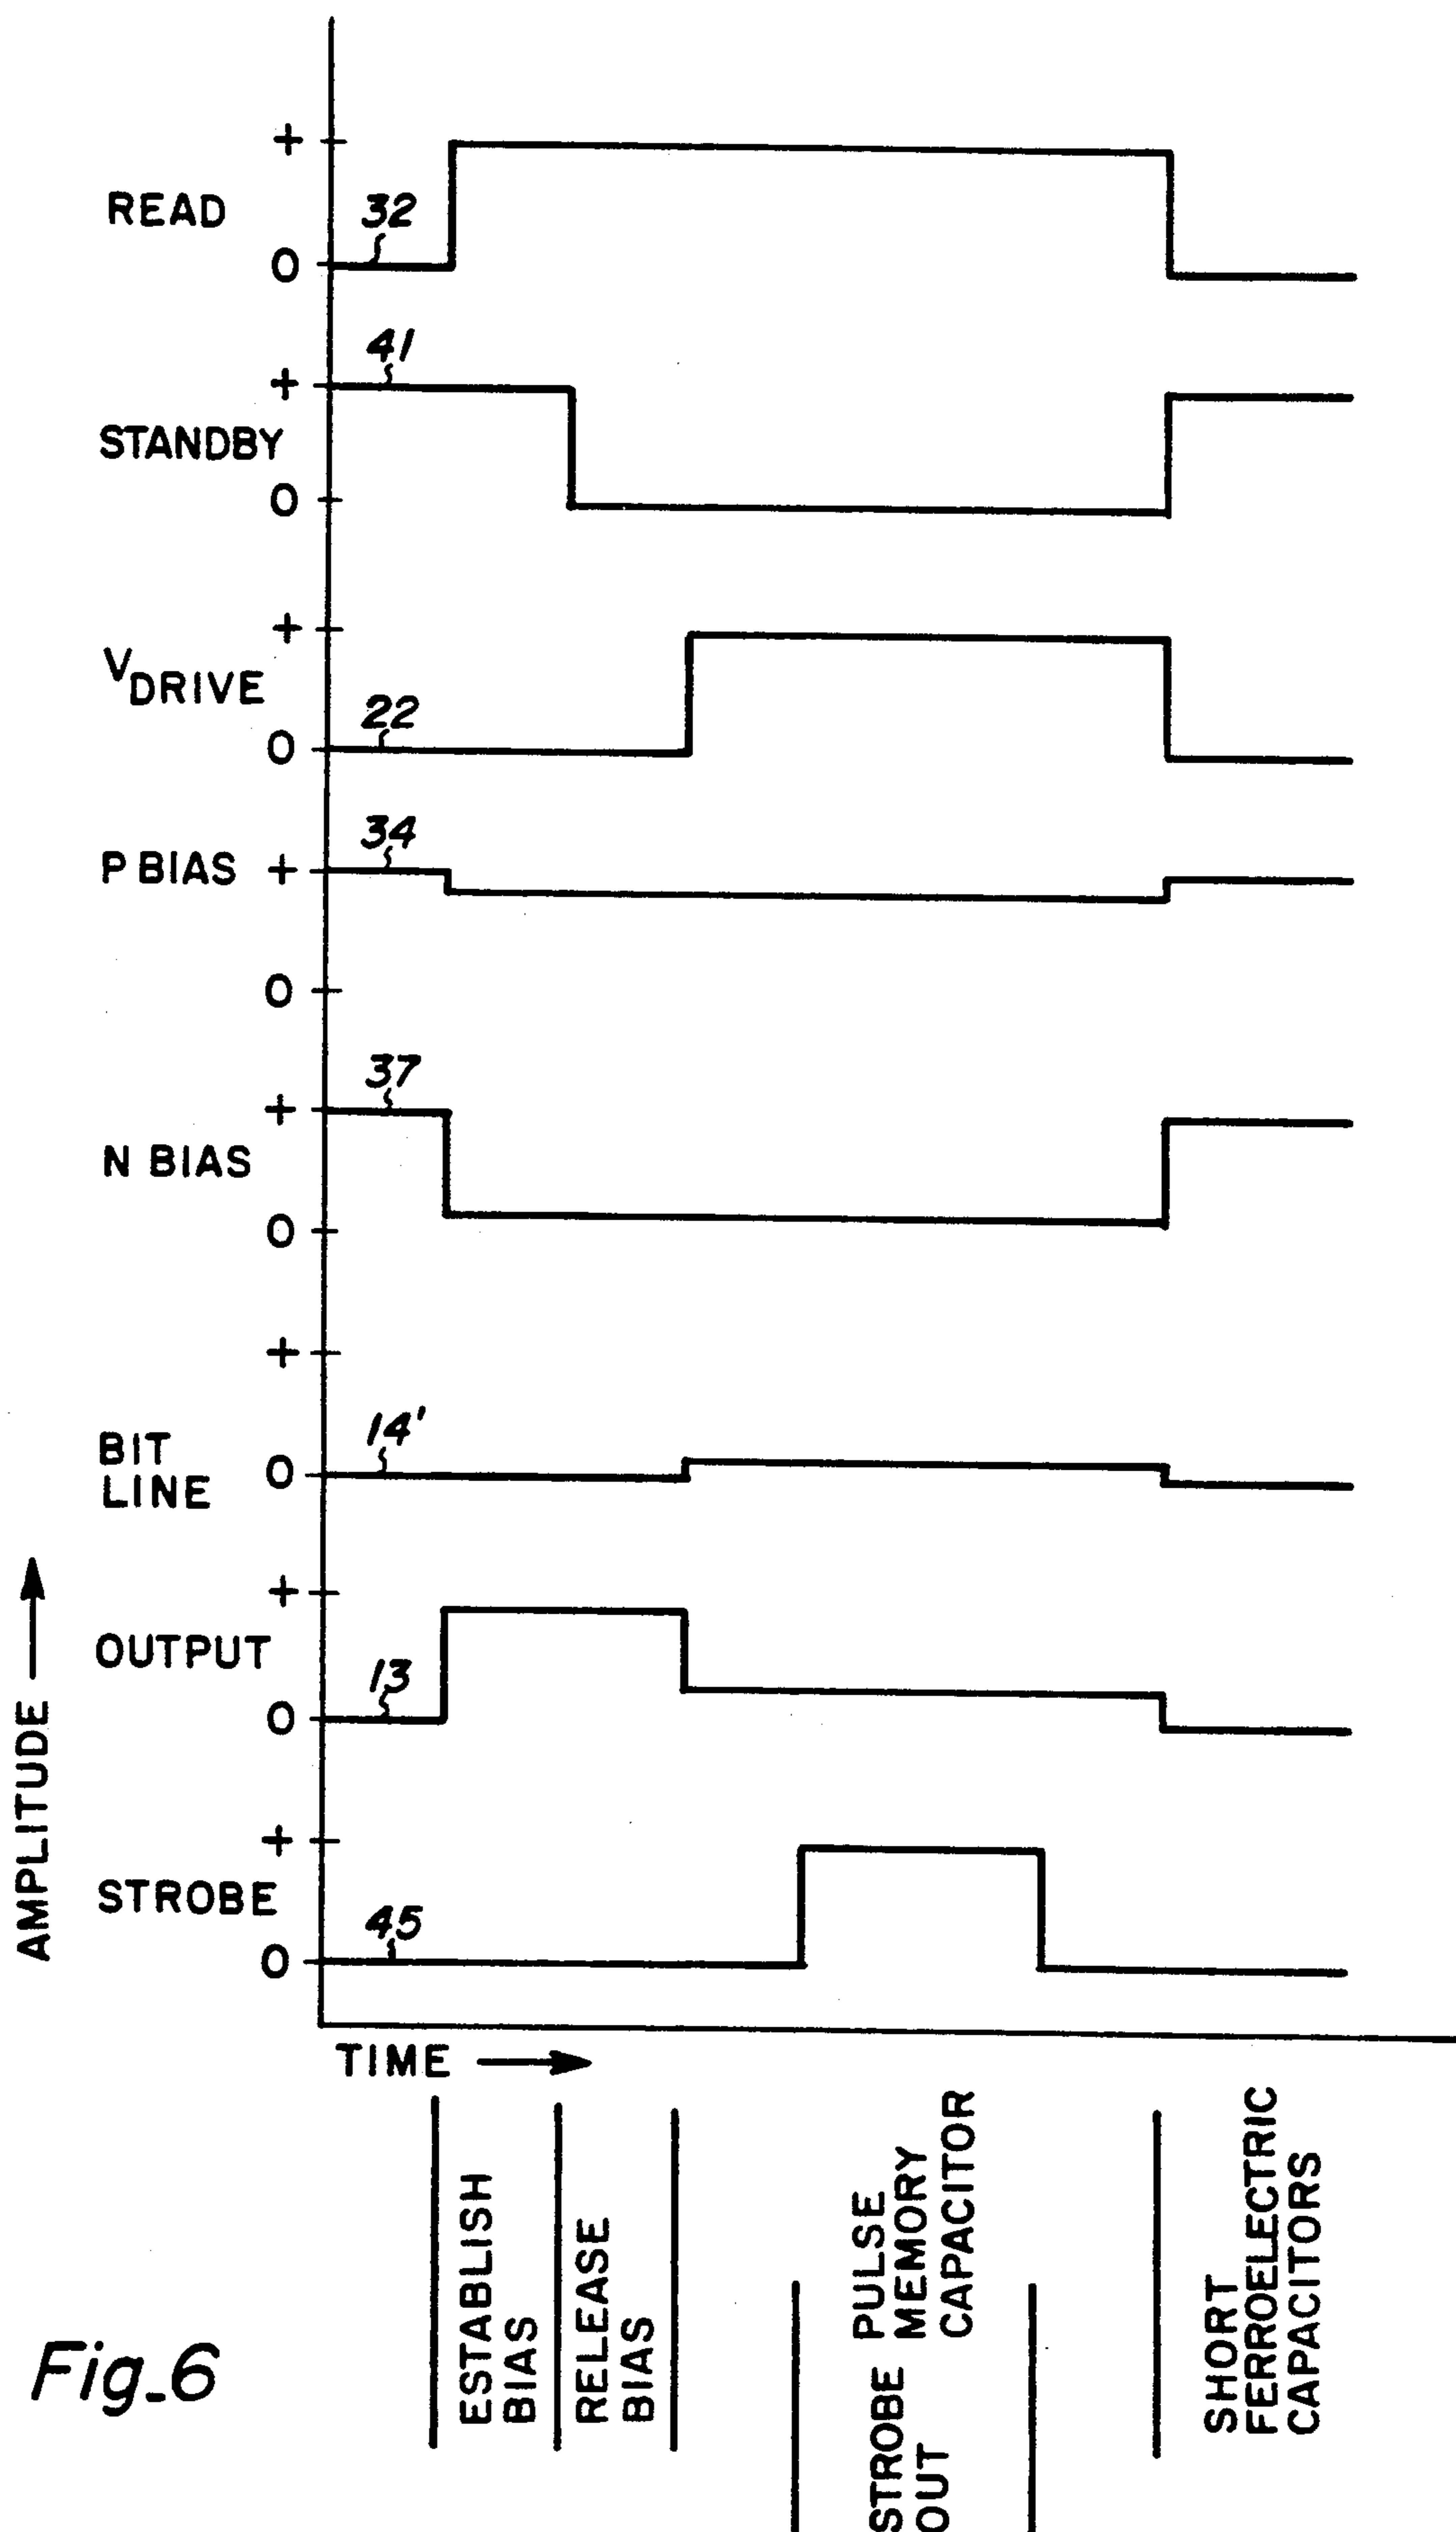 +
READ
32
0
41
+
STANDBY
0
+
VDRIVE
22
0
34
P BIAS +
0
37
+
N BIAS
0
+
14'
BIT
LINE
0
+
OUTPUT
13
0
+
STROBE
45
0
AMPLITUDE
TIME
ESTABLISH
BIAS
RELEASE
BIAS
PULSE
MEMORY
CAPACITOR
STROBE
OUT
SHORT
FERROELECTRIC
CAPACITORS
Fig_6